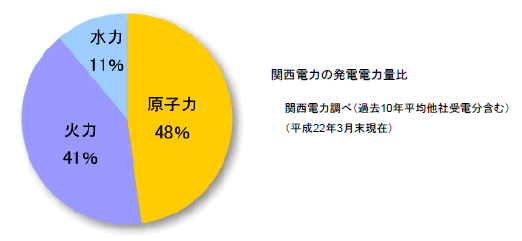 水力
11%
原子力
48%
火力
41%
関西電力の発電電力量比
関西電力調べ(過去10年平均他社受電分含む)
(平成22年3月末現在)